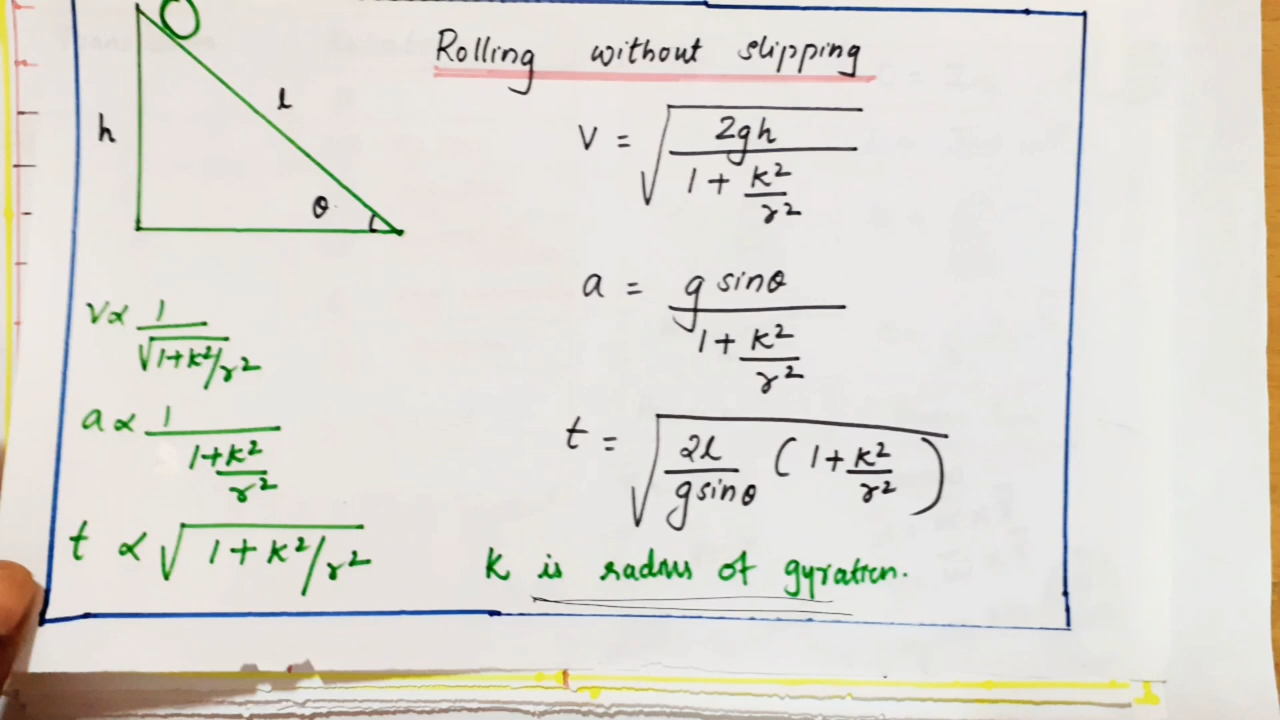 Rolling without slipping
h
l
θ
V = √(2gh / (1 + K²/r²))
a = g sinθ / (1 + K²/r²)
t = √(2l / g sinθ (1 + K²/r²))
V ∝ 1 / √(1+K²/r²)
a ∝ 1 / (1+K²/r²)
t ∝ √(1+K²/r²)
K is radius of gyration.